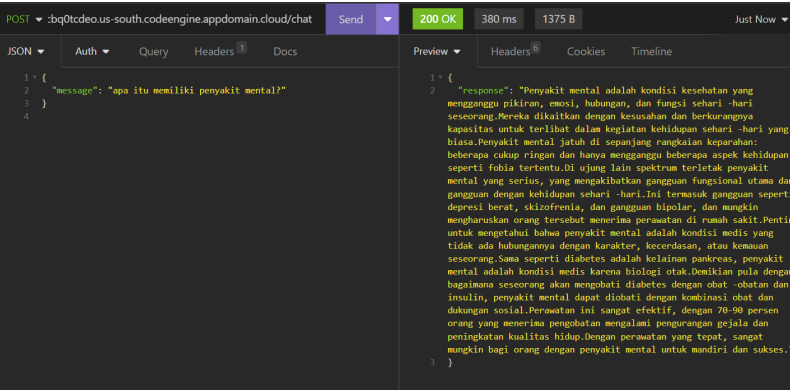 POST :bq0tcdeo.us-south.codeengine.appdomain.cloud/chat Send 200 OK 380 ms 1375 B Just Now
JSON Auth Query Headers 1 Docs Preview Headers 6 Cookies Timeline
1 {
2 "message": "apa itu memiliki penyakit mental?"
3 }
4
1 {
2 "response": "Penyakit mental adalah kondisi kesehatan yang
mengganggu pikiran, emosi, hubungan, dan fungsi sehari -hari
seseorang.Mereka dikaitkan dengan kesusahan dan berkurangnya
kapasitas untuk terlibat dalam kegiatan kehidupan sehari -hari yang
biasa.Penyakit mental jatuh di sepanjang rangkaian keparahan:
beberapa cukup ringan dan hanya mengganggu beberapa aspek kehidupan
seperti fobia tertentu.Di ujung lain spektrum terletak penyakit
mental yang serius, yang mengakibatkan gangguan fungsional utama dan
gangguan dengan kehidupan sehari -hari.Ini termasuk gangguan seperti
depresi berat, skizofrenia, dan gangguan bipolar, dan mungkin
mengharuskan orang tersebut menerima perawatan di rumah sakit.Pentin
untuk mengetahui bahwa penyakit mental adalah kondisi medis yang
tidak ada hubungannya dengan karakter, kecerdasan, atau kemauan
seseorang.Sama seperti diabetes adalah kelainan pankreas, penyakit
mental adalah kondisi medis karena biologi otak.Demikian pula dengan
bagaimana seseorang akan mengobati diabetes dengan obat -obatan dan
insulin, penyakit mental dapat diobati dengan kombinasi obat dan
dukungan sosial.Perawatan ini sangat efektif, dengan 70-90 persen
orang yang menerima pengobatan mengalami pengurangan gejala dan
peningkatan kualitas hidup.Dengan perawatan yang tepat, sangat
mungkin bagi orang dengan penyakit mental untuk mandiri dan sukses."
3 }